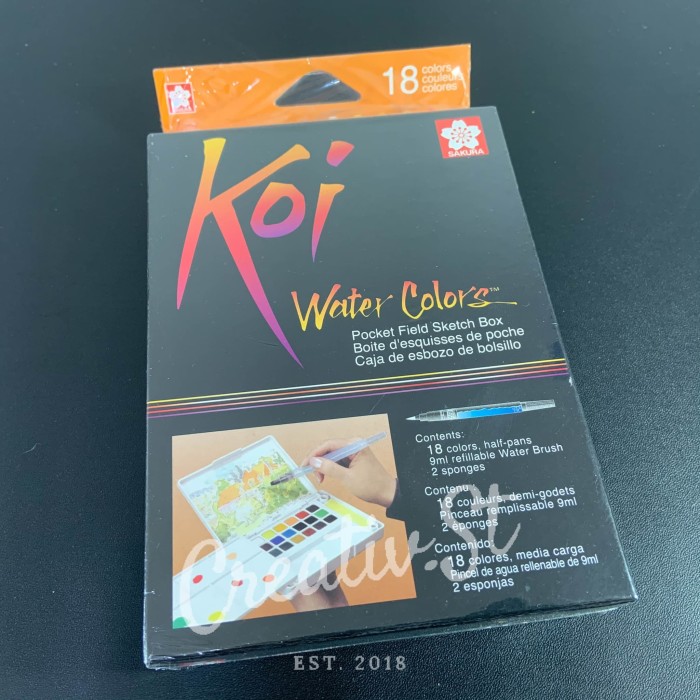 18 colors
couleurs
colores
Koi
SAKURA
Water Colors™
Pocket Field Sketch Box
Boite d'esquisses de poche
Caja de esbozo de bolsillo
Contents:
18 colors, half-pans
9ml refillable Water Brush
2 sponges
Contenu:
18 couleurs, demi-godets
Pinceau remplissable 9ml
2 éponges
Contenido:
18 colores, media carga
Pincel de agua rellenable de 9ml
2 esponjas
Creativ.St
EST. 2018